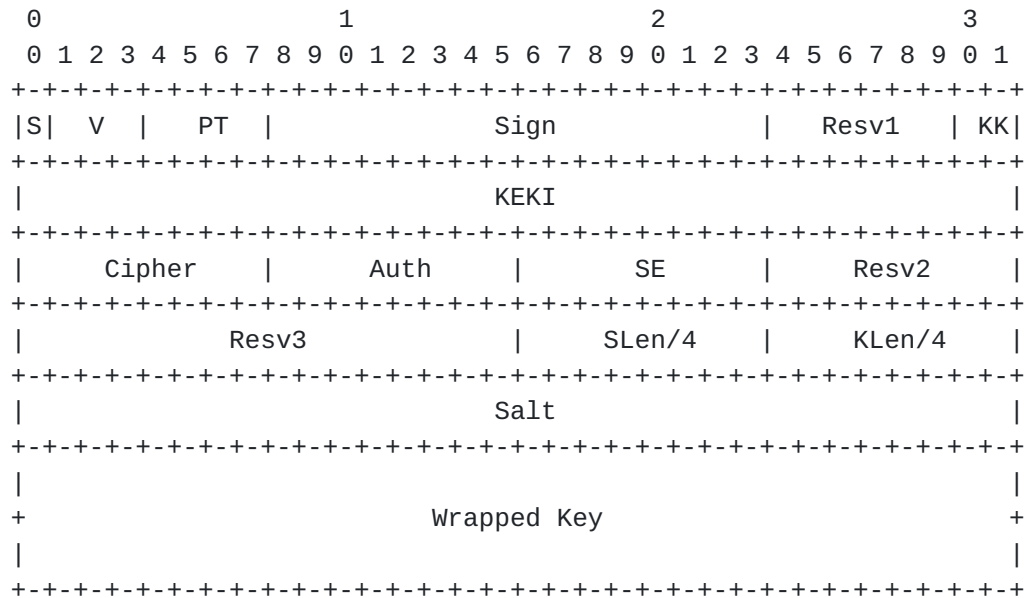 0                   1                   2                   3
 0 1 2 3 4 5 6 7 8 9 0 1 2 3 4 5 6 7 8 9 0 1 2 3 4 5 6 7 8 9 0 1
+-+-+-+-+-+-+-+-+-+-+-+-+-+-+-+-+-+-+-+-+-+-+-+-+-+-+-+-+-+-+-+-+
|S|  V  |   PT  |              Sign             |   Resv1   | KK|
+-+-+-+-+-+-+-+-+-+-+-+-+-+-+-+-+-+-+-+-+-+-+-+-+-+-+-+-+-+-+-+-+
|                              KEKI                             |
+-+-+-+-+-+-+-+-+-+-+-+-+-+-+-+-+-+-+-+-+-+-+-+-+-+-+-+-+-+-+-+-+
|     Cipher    |      Auth     |       SE      |     Resv2     |
+-+-+-+-+-+-+-+-+-+-+-+-+-+-+-+-+-+-+-+-+-+-+-+-+-+-+-+-+-+-+-+-+
|             Resv3             |     SLen/4    |     KLen/4    |
+-+-+-+-+-+-+-+-+-+-+-+-+-+-+-+-+-+-+-+-+-+-+-+-+-+-+-+-+-+-+-+-+
|                              Salt                             |
+-+-+-+-+-+-+-+-+-+-+-+-+-+-+-+-+-+-+-+-+-+-+-+-+-+-+-+-+-+-+-+-+
|                                                               |
+                          Wrapped Key                          +
|                                                               |
+-+-+-+-+-+-+-+-+-+-+-+-+-+-+-+-+-+-+-+-+-+-+-+-+-+-+-+-+-+-+-+-+